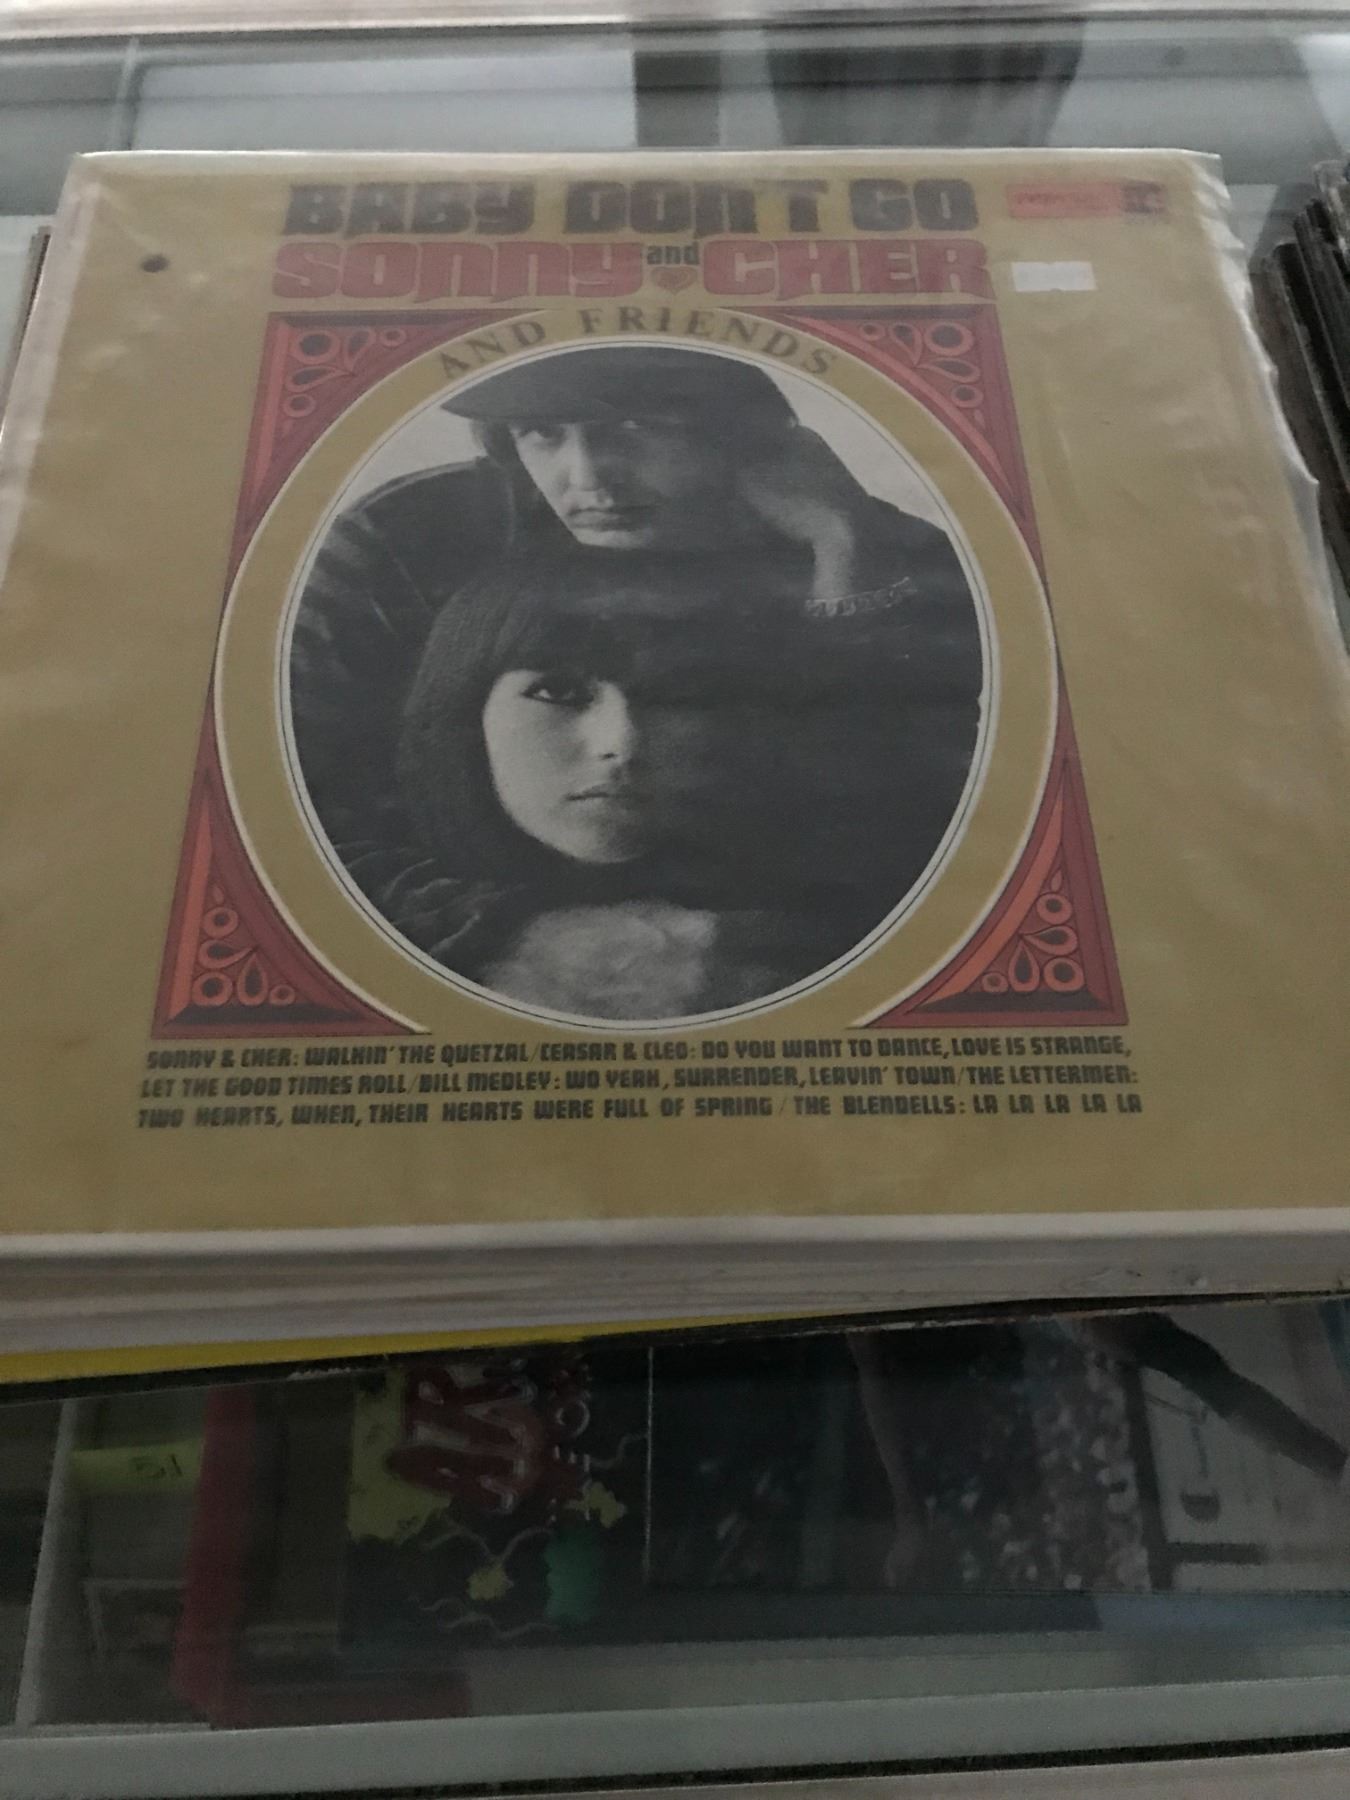 BABY DON'T GO
SONNY and CHER
AND FRIENDS
SONNY & CHER: WALKIN' THE QUETZAL/CEASAR & CLEO: DO YOU WANT TO DANCE, LOVE IS STRANGE,
LET THE GOOD TIMES ROLL/BILL MEDLEY: WO YEAH, SURRENDER, LEAVIN' TOWN/THE LETTERMEN:
TWO HEARTS, WHEN, THEIR HEARTS WERE FULL OF SPRING / THE BLENDELLS: LA LA LA LA LA
51